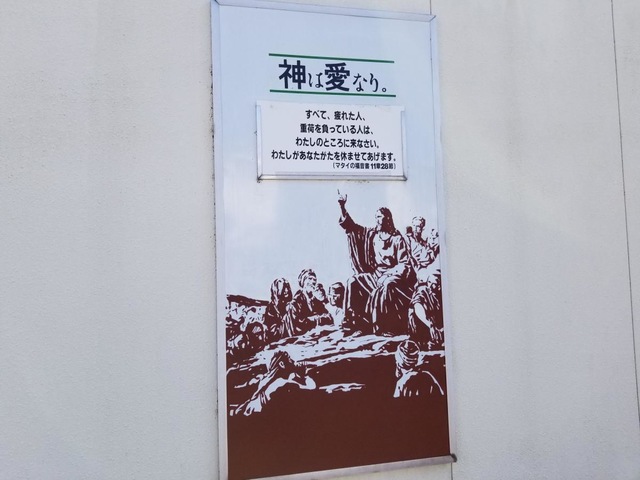 神は愛なり。
すべて、疲れた人、
重荷を負っている人は、
わたしのところに来なさい。
わたしがあなたがたを休ませてあげます。
(マタイの福音書11章28節)